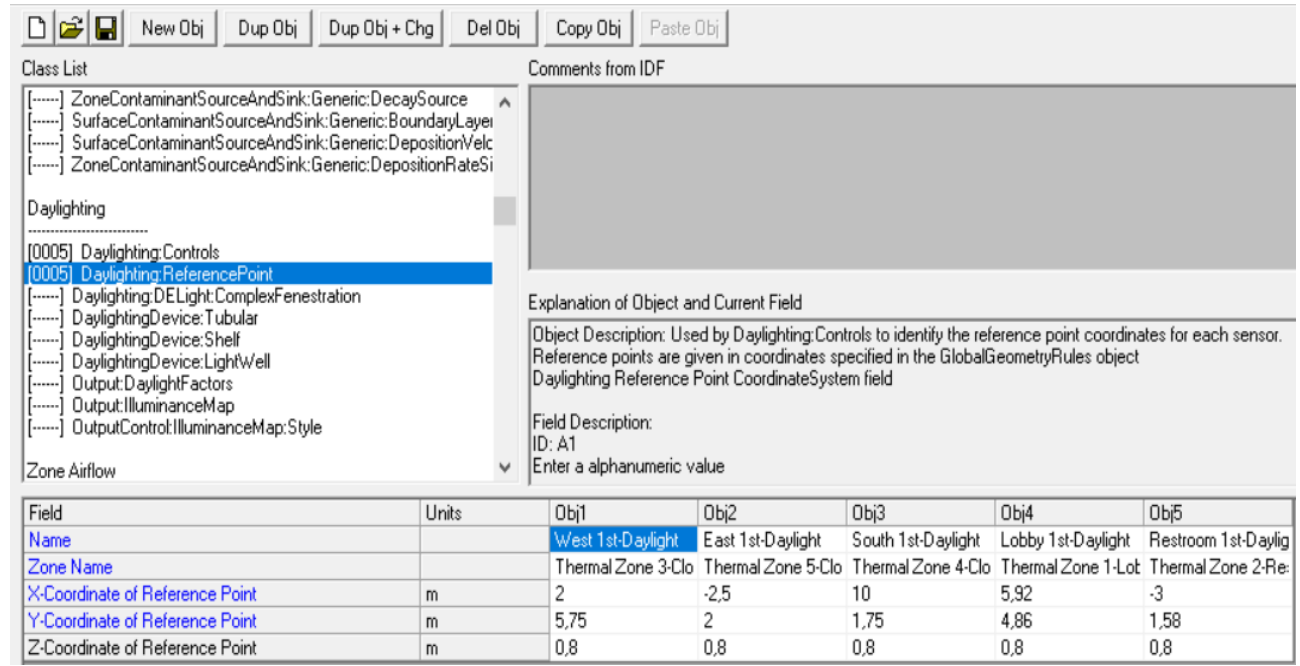 New Obj Dup Obj Dup Obj + Chg Del Obj Copy Obj Paste Obj
Class List
[------] ZoneContaminantSourceAndSink:Generic:DecaySource
[------] SurfaceContaminantSourceAndSink:Generic:BoundaryLayer
[------] SurfaceContaminantSourceAndSink:Generic:DepositionVelc
[------] ZoneContaminantSourceAndSink:Generic:DepositionRateSi
Daylighting
----------------------------
[0005] Daylighting:Controls
[0005] Daylighting:ReferencePoint
[------] Daylighting:DELight:ComplexFenestration
[------] DaylightingDevice:Tubular
[------] DaylightingDevice:Shelf
[------] DaylightingDevice:LightWell
[------] Output:DaylightFactors
[------] Output:IlluminanceMap
[------] OutputControl:IlluminanceMap:Style
Zone Airflow
Comments from IDF
Explanation of Object and Current Field
Object Description: Used by Daylighting:Controls to identify the reference point coordinates for each sensor.
Reference points are given in coordinates specified in the GlobalGeometryRules object
Daylighting Reference Point CoordinateSystem field
Field Description:
ID: A1
Enter a alphanumeric value
Field Units Obj1 Obj2 Obj3 Obj4 Obj5
Name West 1st-Daylight East 1st-Daylight South 1st-Daylight Lobby 1st-Daylight Restroom 1st-Daylig
Zone Name Thermal Zone 3-Clo Thermal Zone 5-Clo Thermal Zone 4-Clo Thermal Zone 1-Lob Thermal Zone 2-Re
X-Coordinate of Reference Point m 2 -2,5 10 5,92 -3
Y-Coordinate of Reference Point m 5,75 2 1,75 4,86 1,58
Z-Coordinate of Reference Point m 0,8 0,8 0,8 0,8 0,8